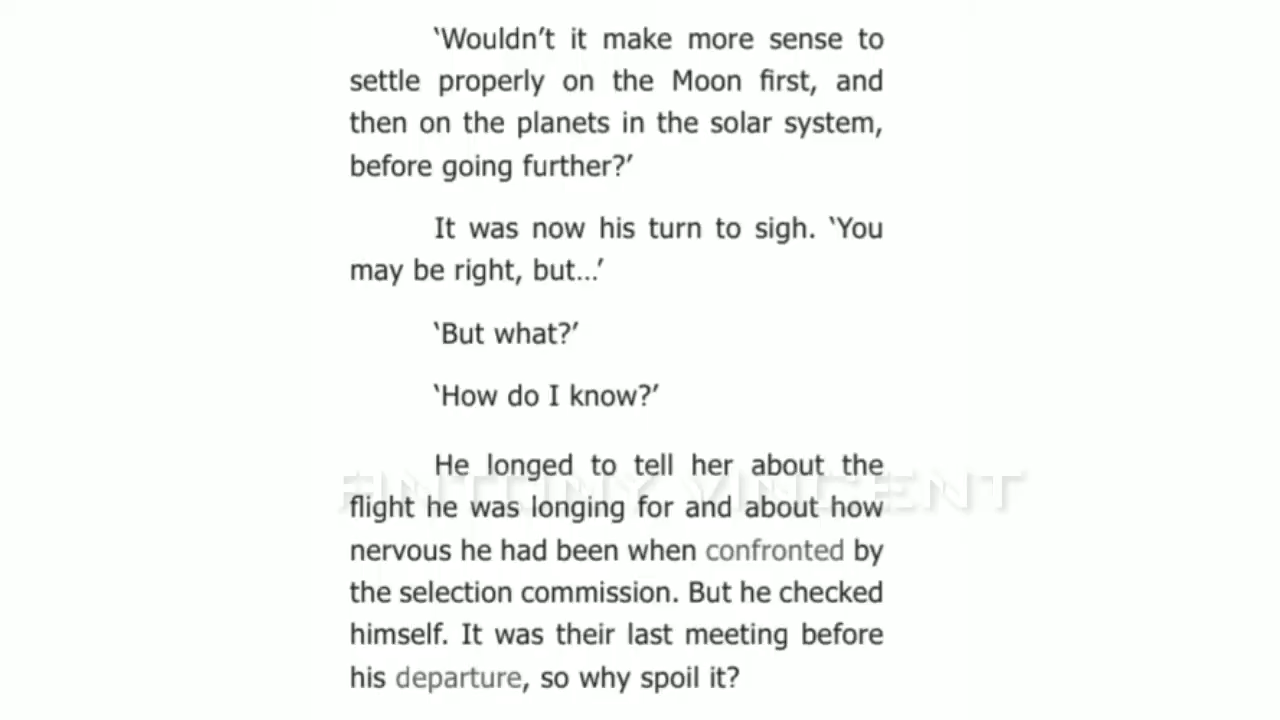 ‘Wouldn’t it make more sense to
settle properly on the Moon first, and
then on the planets in the solar system,
before going further?’
It was now his turn to sigh. ‘You
may be right, but...’
‘But what?’
‘How do I know?’
He longed to tell her about the
ANTONY VINCENT
flight he was longing for and about how
nervous he had been when confronted by
the selection commission. But he checked
himself. It was their last meeting before
his departure, so why spoil it?